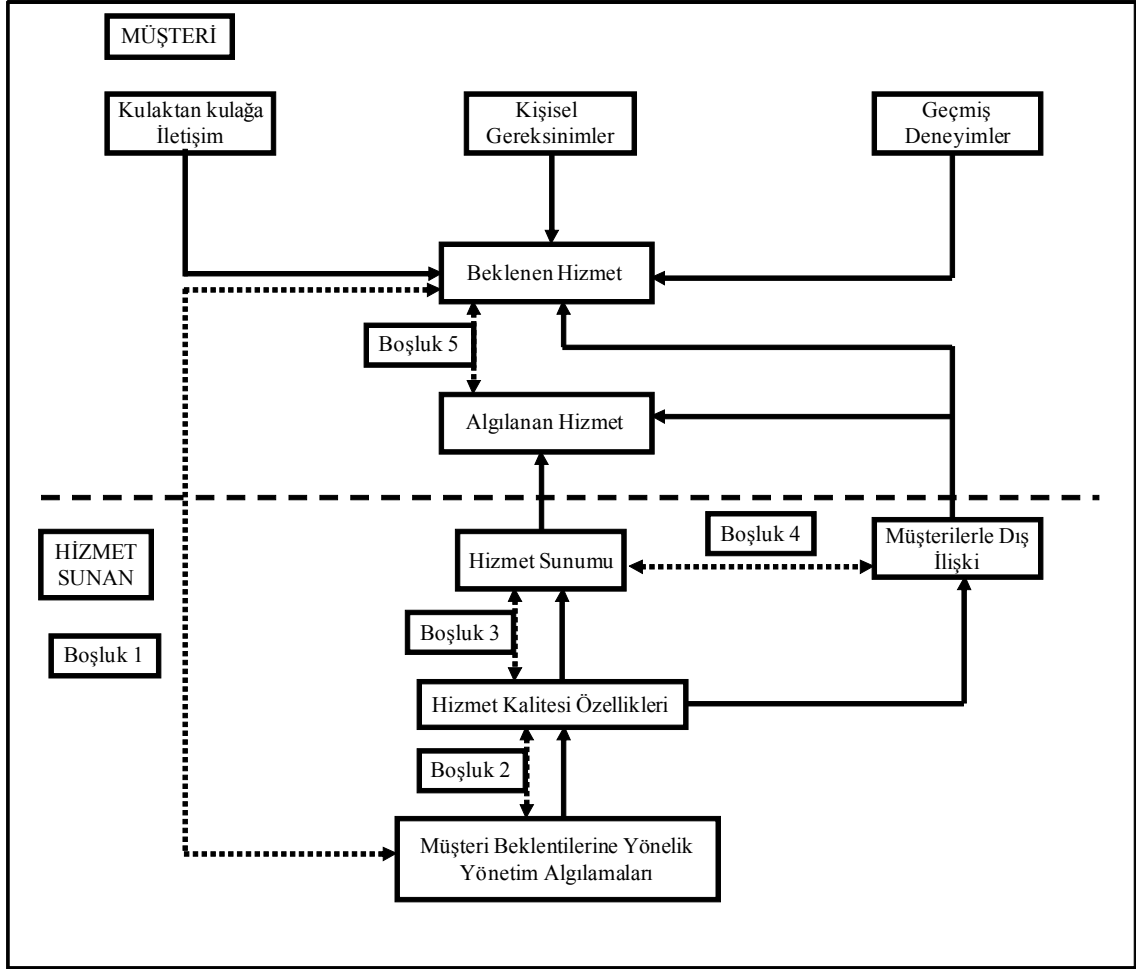 MÜŞTERİ
Kulaktan kulağa
İletişim
Kişisel
Gereksinimler
Geçmiş
Deneyimler
Beklenen Hizmet
Boşluk 5
Algılanan Hizmet
HİZMET
SUNAN
Hizmet Sunumu
Boşluk 4
Müşterilerle Dış
İlişki
Boşluk 1
Boşluk 3
Hizmet Kalitesi Özellikleri
Boşluk 2
Müşteri Beklentilerine Yönelik
Yönetim Algılamaları